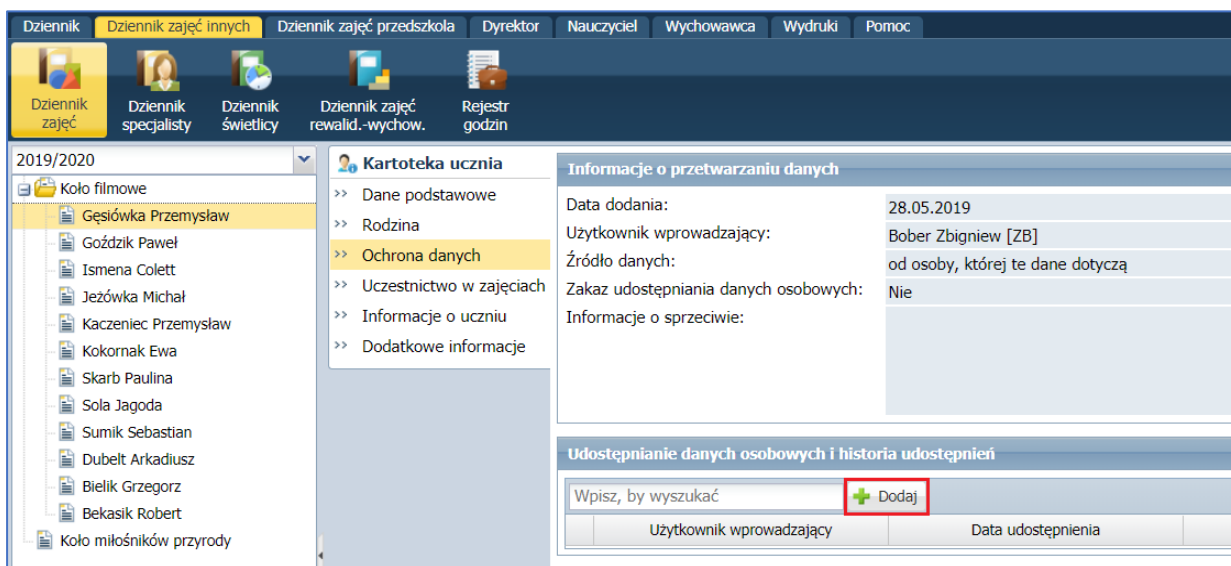 Dziennik Dziennik zajęć innych Dziennik zajęć przedszkola Dyrektor Nauczyciel Wychowawca Wydruki Pomoc
Dziennik zajęć
Dziennik specjalisty
Dziennik świetlicy
Dziennik zajęć rewalid.-wychow.
Rejestr godzin
2019/2020
Koło filmowe
Gęsiówka Przemysław
Goździk Paweł
Ismena Colett
Jeżówka Michał
Kaczeniec Przemysław
Kokornak Ewa
Skarb Paulina
Sola Jagoda
Sumik Sebastian
Dubelt Arkadiusz
Bielik Grzegorz
Bekasik Robert
Koło miłośników przyrody
Kartoteka ucznia
Dane podstawowe
Rodzina
Ochrona danych
Uczestnictwo w zajęciach
Informacje o uczniu
Dodatkowe informacje
Informacje o przetwarzaniu danych
Data dodania: 28.05.2019
Użytkownik wprowadzający: Bober Zbigniew [ZB]
Źródło danych: od osoby, której te dane dotyczą
Zakaz udostępniania danych osobowych: Nie
Informacje o sprzeciwie:
Udostępnianie danych osobowych i historia udostępnień
Wpisz, by wyszukać Dodaj
Użytkownik wprowadzający Data udostępnienia